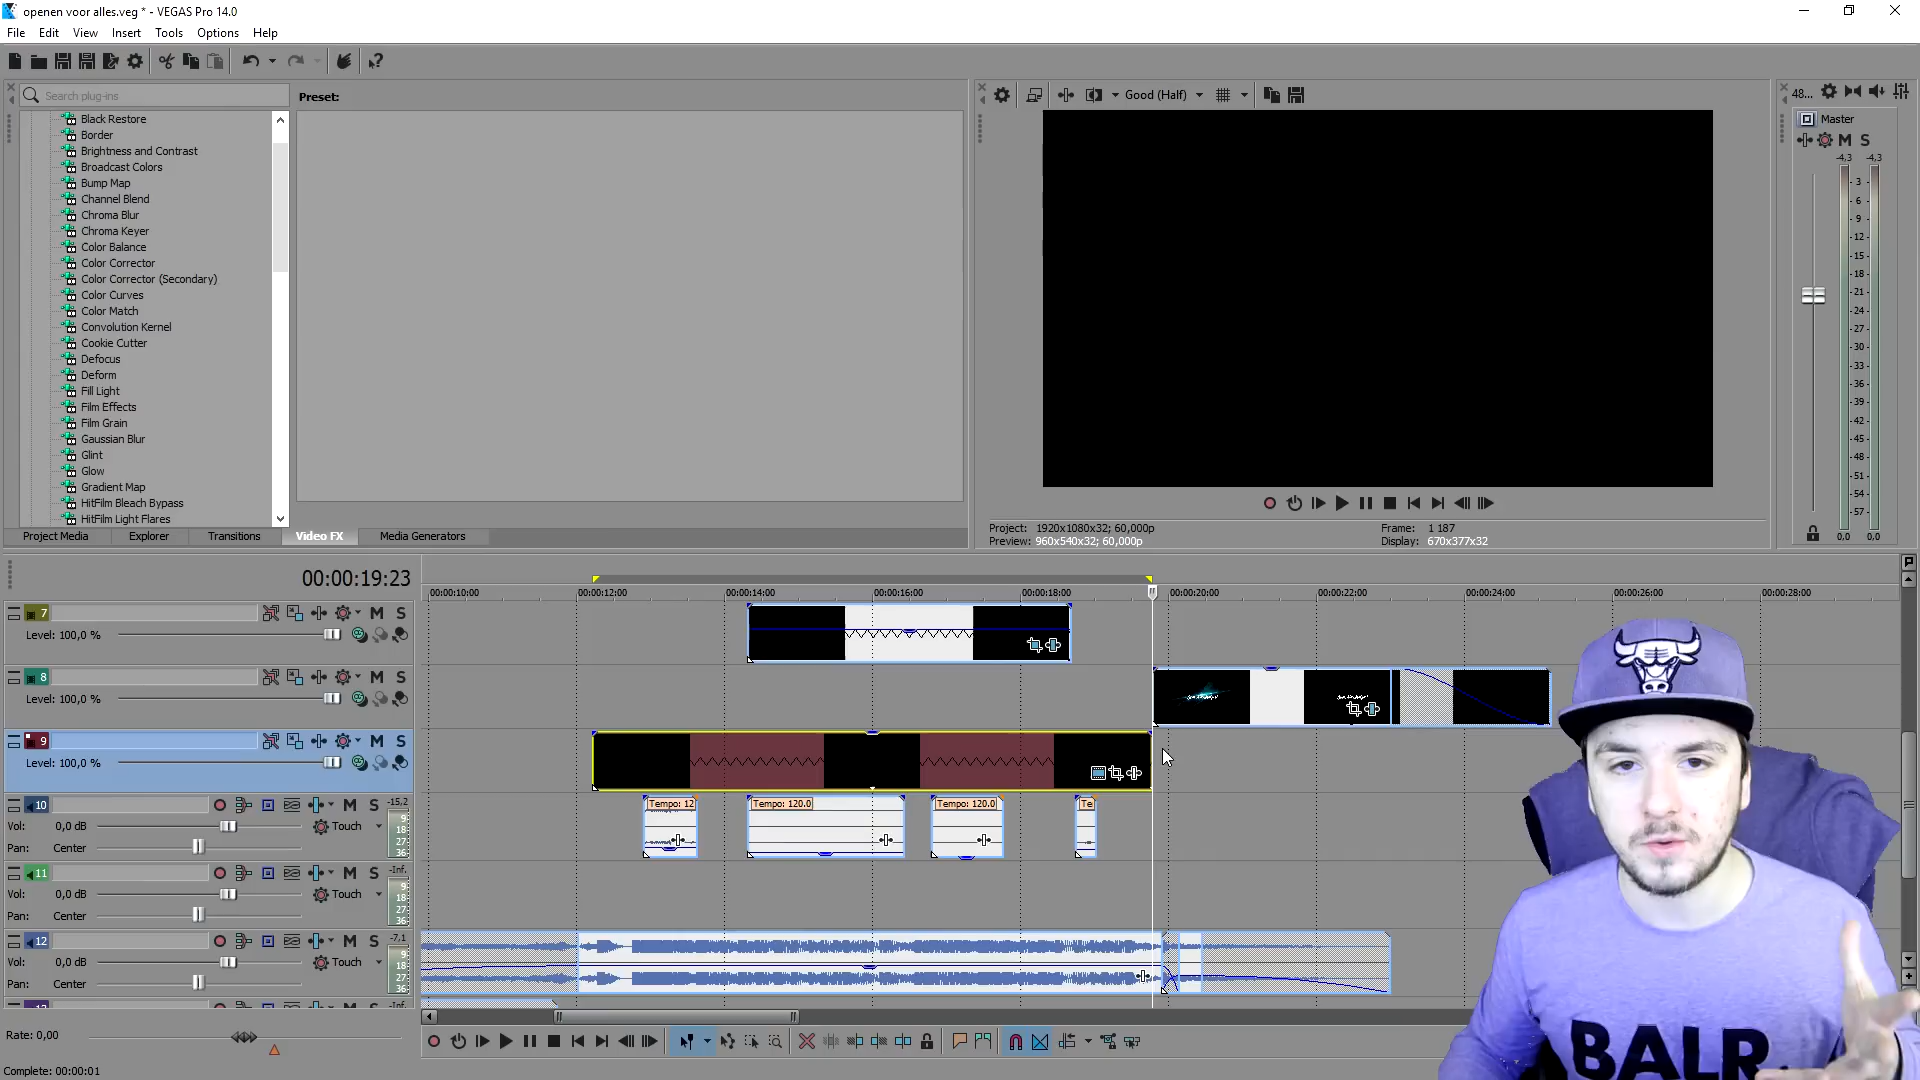 openen voor alles.veg * - VEGAS Pro 14.0
File Edit View Insert Tools Options Help
Search plug-ins
Preset:
Good (Half)
48...
Black Restore
Border
Brightness and Contrast
Broadcast Colors
Bump Map
Channel Blend
Chroma Blur
Chroma Keyer
Color Balance
Color Corrector
Color Corrector (Secondary)
Color Curves
Color Match
Convolution Kernel
Cookie Cutter
Defocus
Deform
Fill Light
Film Effects
Film Grain
Gaussian Blur
Glint
Glow
Gradient Map
HitFilm Bleach Bypass
HitFilm Light Flares
Project Media Explorer Transitions Video FX Media Generators
Project: 1920x1080x32; 60,000p
Preview: 960x540x32; 60,000p
Frame: 1 187
Display: 670x377x32
Master
M S
-4,3 -4,3
3
6
9
12
15
18
21
24
27
30
33
36
39
42
45
48
51
54
57
0,0 0,0
00:00:19:23
00:00:10:00 00:00:12:00 00:00:14:00 00:00:16:00 00:00:18:00 00:00:20:00 00:00:22:00 00:00:24:00 00:00:26:00 00:00:28:00
7 M S
Level: 100,0 %
8 M S
Level: 100,0 %
9 M S
Level: 100,0 %
10 M S -15,2
Vol: 0,0 dB Touch
Pan: Center
9
18
27
36
Tempo: 12 Tempo: 120.0 Tempo: 120.0 Te
11 M S -Inf.
Vol: 0,0 dB Touch
Pan: Center
9
18
27
36
12 M S -7,1
Vol: 0,0 dB Touch
Pan: Center
9
18
27
36
-Inf.
Rate: 0,00
Complete: 00:00:01
BALR.